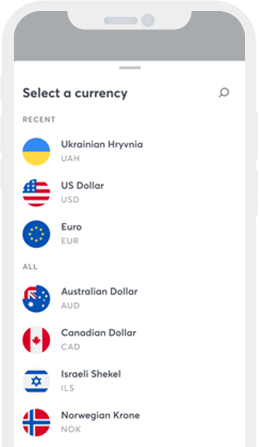 Select a currency
RECENT
Ukrainian Hryvnia
UAH
US Dollar
USD
Euro
EUR
ALL
Australian Dollar
AUD
Canadian Dollar
CAD
Israeli Shekel
ILS
Norwegian Krone
NOK